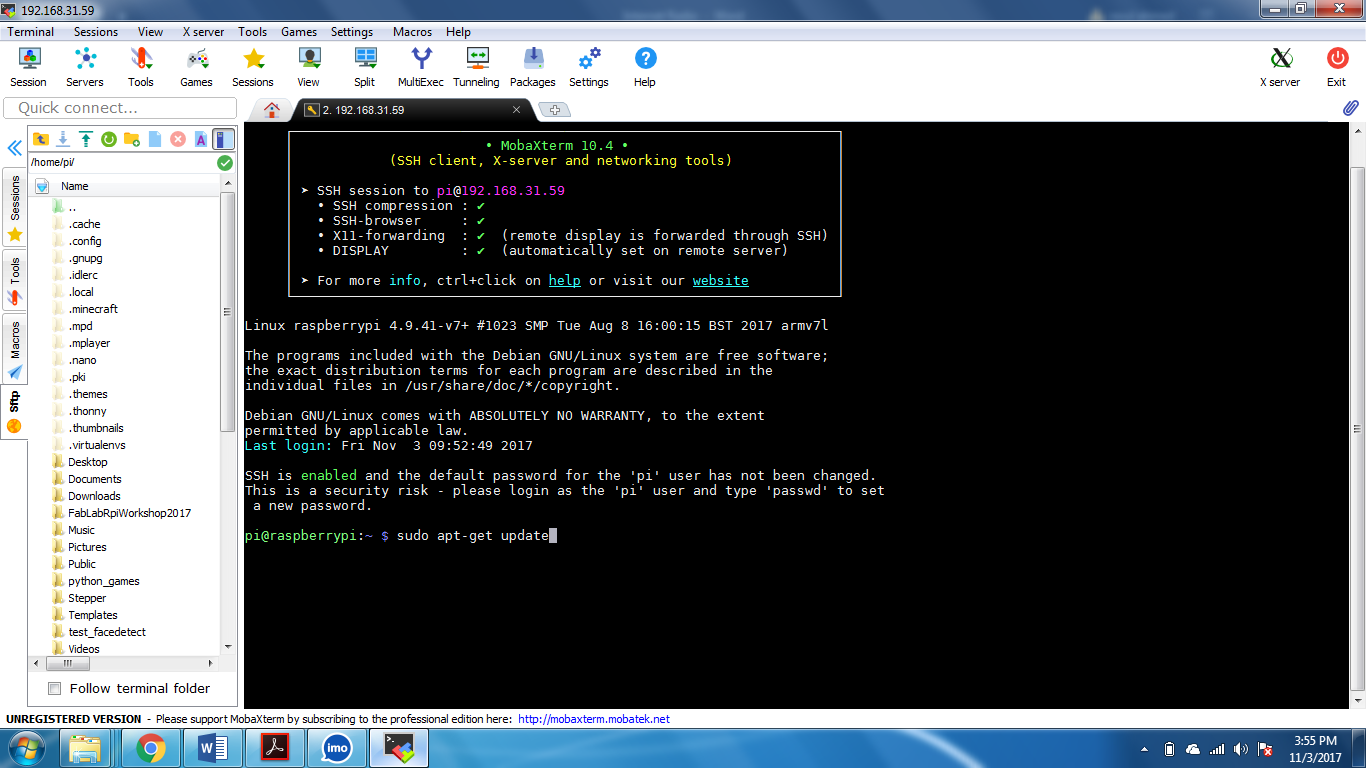 192.168.31.59
Terminal Sessions View X server Tools Games Settings Macros Help
Session Servers Tools Games Sessions View Split MultiExec Tunneling Packages Settings Help X server Exit
Quick connect...
2. 192.168.31.59
Sessions
Tools
Macros
Sftp
/home/pi/
Name
..
.cache
.config
.gnupg
.idlerc
.local
.minecraft
.mpd
.mplayer
.nano
.pki
.themes
.thonny
.thumbnails
.virtualenvs
Desktop
Documents
Downloads
FabLabRpiWorkshop2017
Music
Pictures
Public
python_games
Stepper
Templates
test_facedetect
Videos
Follow terminal folder
• MobaXterm 10.4 •
(SSH client, X-server and networking tools)
➤ SSH session to pi@192.168.31.59
• SSH compression : ✔
• SSH-browser : ✔
• X11-forwarding : ✔ (remote display is forwarded through SSH)
• DISPLAY : ✔ (automatically set on remote server)
➤ For more info, ctrl+click on help or visit our website
Linux raspberrypi 4.9.41-v7+ #1023 SMP Tue Aug 8 16:00:15 BST 2017 armv7l
The programs included with the Debian GNU/Linux system are free software;
the exact distribution terms for each program are described in the
individual files in /usr/share/doc/*/copyright.
Debian GNU/Linux comes with ABSOLUTELY NO WARRANTY, to the extent
permitted by applicable law.
Last login: Fri Nov  3 09:52:49 2017
SSH is enabled and the default password for the 'pi' user has not been changed.
This is a security risk - please login as the 'pi' user and type 'passwd' to set
a new password.
pi@raspberrypi:~ $ sudo apt-get update
UNREGISTERED VERSION - Please support MobaXterm by subscribing to the professional edition here: http://mobaxterm.mobatek.net
W
imo
3:55 PM
11/3/2017